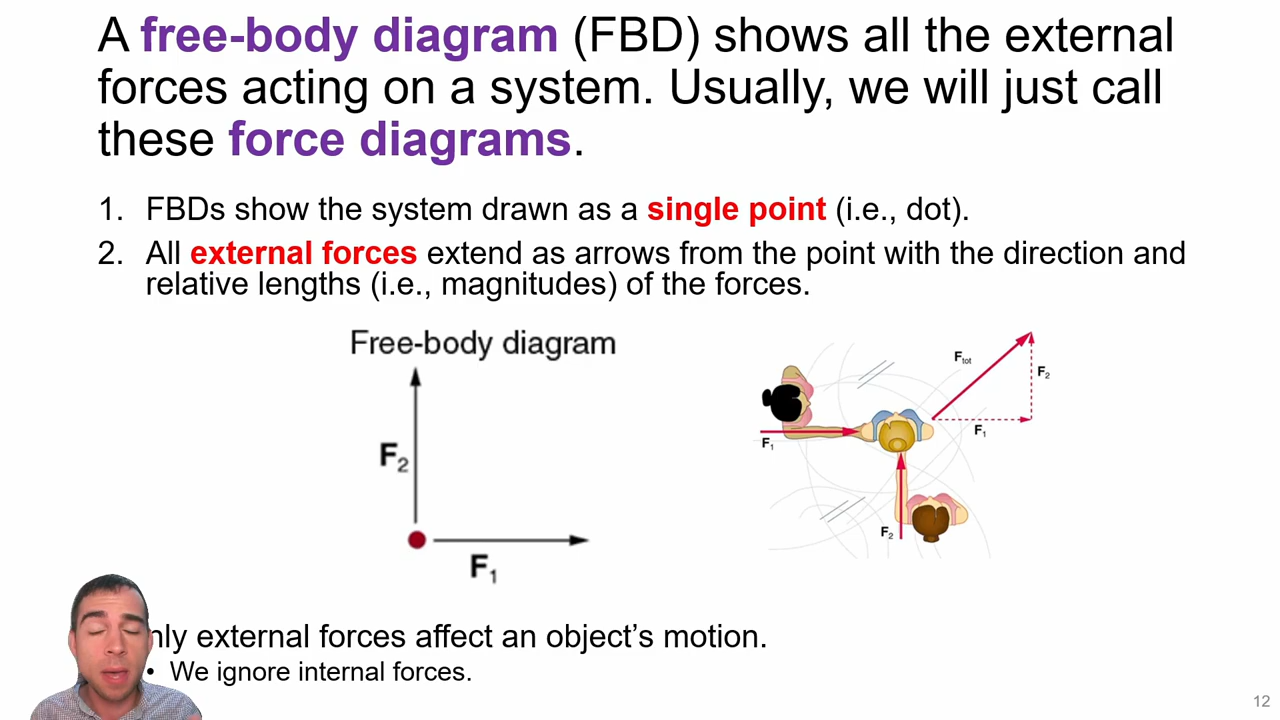 A free-body diagram (FBD) shows all the external
forces acting on a system. Usually, we will just call
these force diagrams.
1. FBDs show the system drawn as a single point (i.e., dot).
2. All external forces extend as arrows from the point with the direction and
relative lengths (i.e., magnitudes) of the forces.
Free-body diagram
F₂
F₁
F₁
F₂
Fₜₒₜ
F₂
F₁
external forces affect an object's motion.
• We ignore internal forces.
12